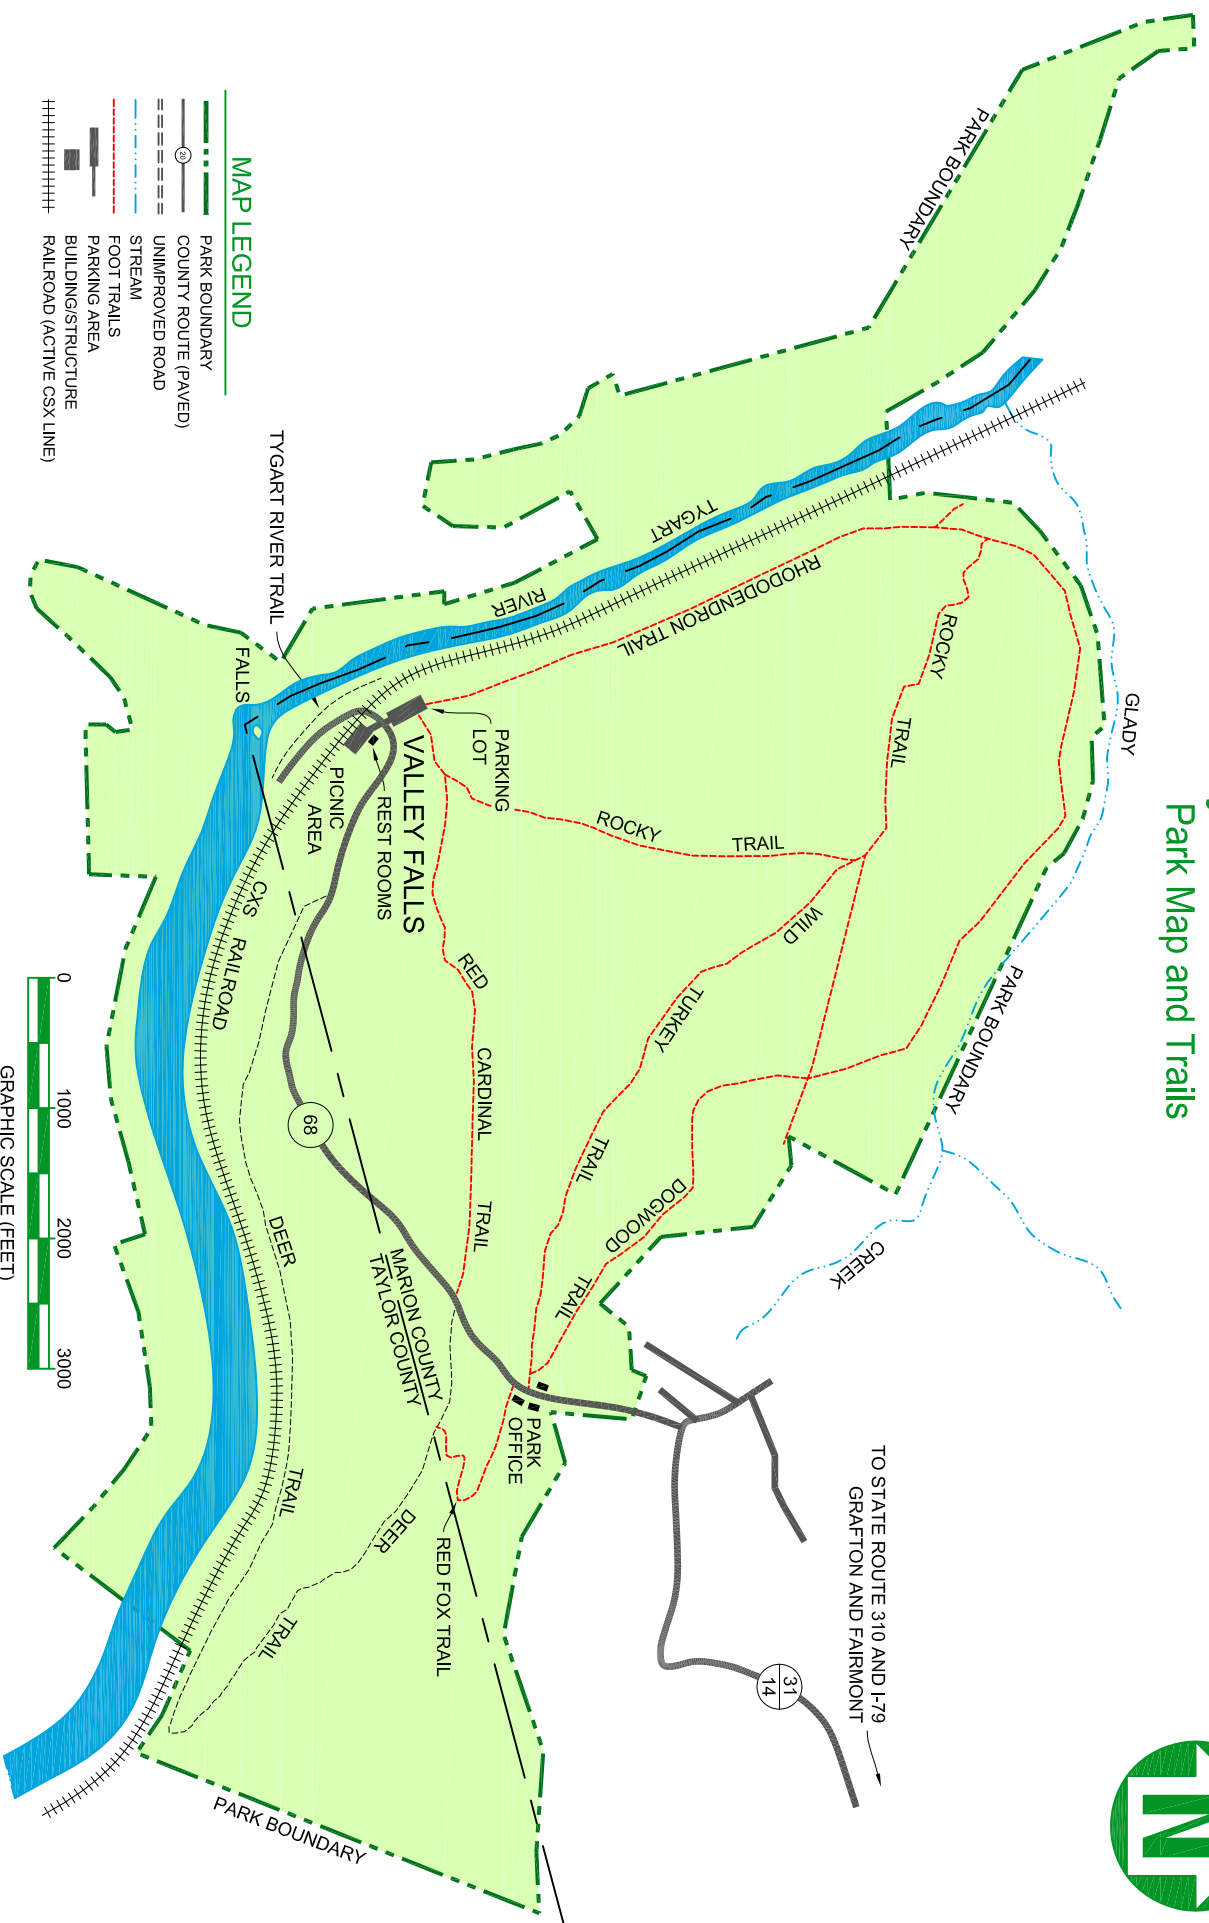 Park Map and Trails
N
MAP LEGEND
PARK BOUNDARY
20
COUNTY ROUTE (PAVED)
UNIMPROVED ROAD
STREAM
FOOT TRAILS
PARKING AREA
BUILDING/STRUCTURE
RAILROAD (ACTIVE CSX LINE)
PARK BOUNDARY
GLADY
CREEK
PARK BOUNDARY
TO STATE ROUTE 310 AND I-79
GRAFTON AND FAIRMONT
31
14
TYGART
RIVER
RHODODENDRON TRAIL
ROCKY
TRAIL
ROCKY
TRAIL
WILD
TURKEY
TRAIL
DOGWOOD
TRAIL
PARKING
LOT
VALLEY FALLS
REST ROOMS
PICNIC
AREA
RED
CARDINAL
TRAIL
PARK
OFFICE
MARION COUNTY
TAYLOR COUNTY
RED FOX TRAIL
68
TYGART RIVER TRAIL
FALLS
CXS
RAILROAD
DEER
TRAIL
DEER
TRAIL
PARK BOUNDARY
0
1000
2000
3000
GRAPHIC SCALE (FEET)